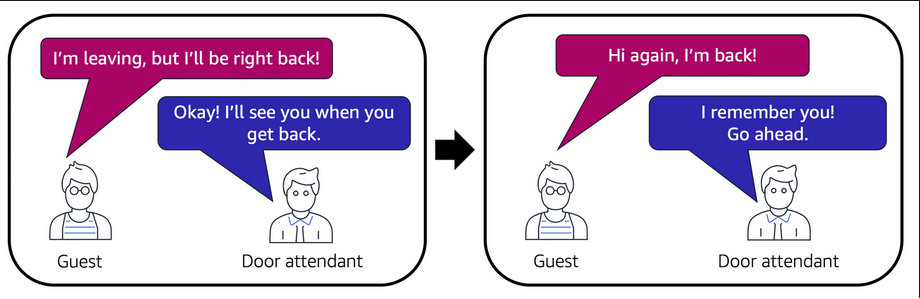 I'm leaving, but I'll be right back!
Okay! I'll see you when you
get back.
Guest
Door attendant
Hi again, I'm back!
I remember you!
Go ahead.
Guest
Door attendant